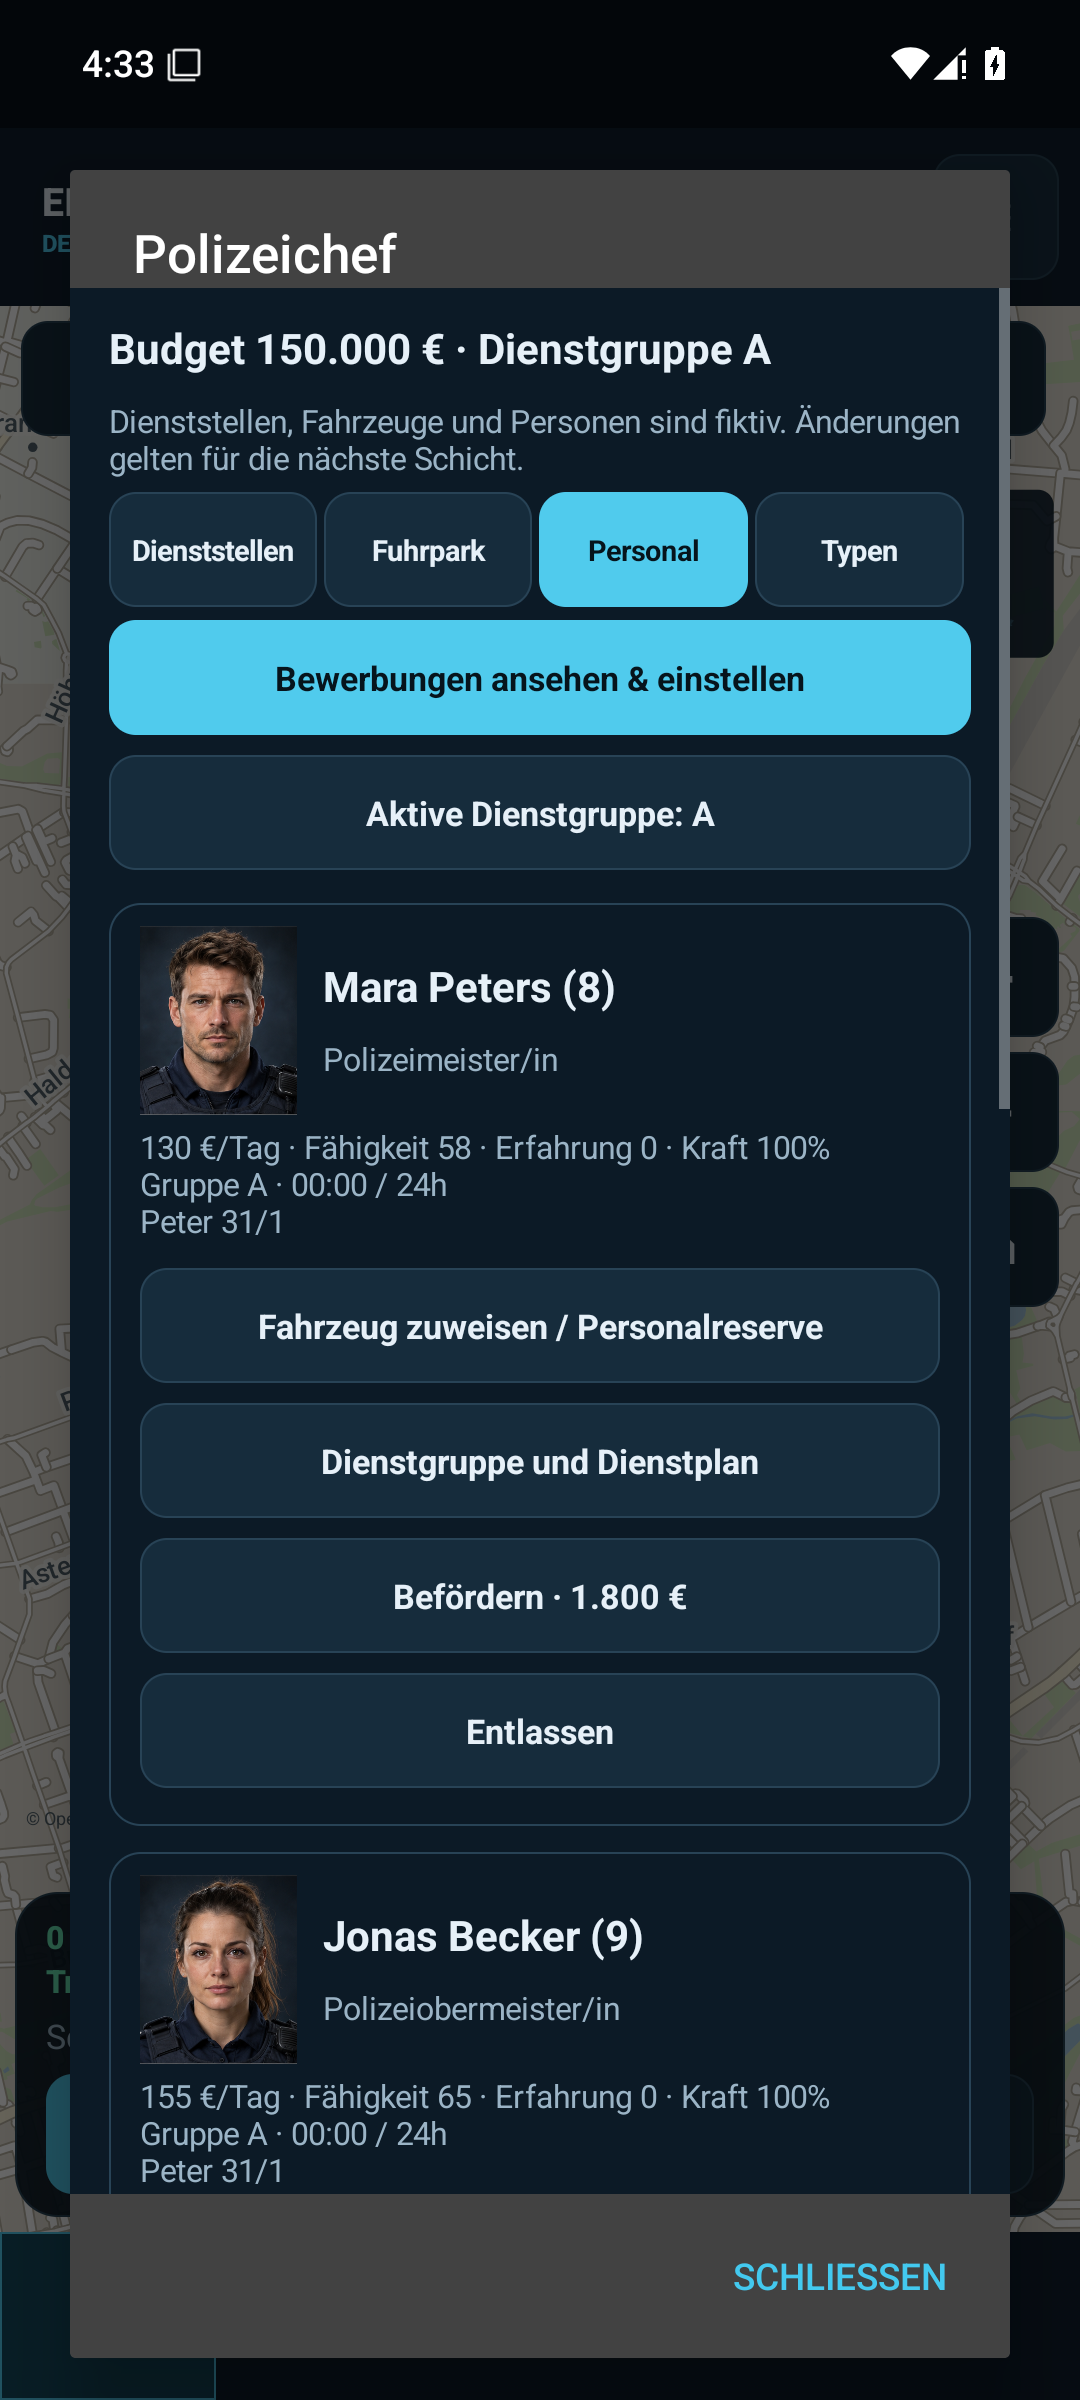 4:33
Polizeichef
Budget 150.000 € · Dienstgruppe A
Dienststellen, Fahrzeuge und Personen sind fiktiv. Änderungen
gelten für die nächste Schicht.
Dienststellen
Fuhrpark
Personal
Typen
Bewerbungen ansehen & einstellen
Aktive Dienstgruppe: A
Mara Peters (8)
Polizeimeister/in
130 €/Tag · Fähigkeit 58 · Erfahrung 0 · Kraft 100%
Gruppe A · 00:00 / 24h
Peter 31/1
Fahrzeug zuweisen / Personalreserve
Dienstgruppe und Dienstplan
Befördern · 1.800 €
Entlassen
Jonas Becker (9)
Polizeiobermeister/in
155 €/Tag · Fähigkeit 65 · Erfahrung 0 · Kraft 100%
Gruppe A · 00:00 / 24h
Peter 31/1
SCHLIESSEN